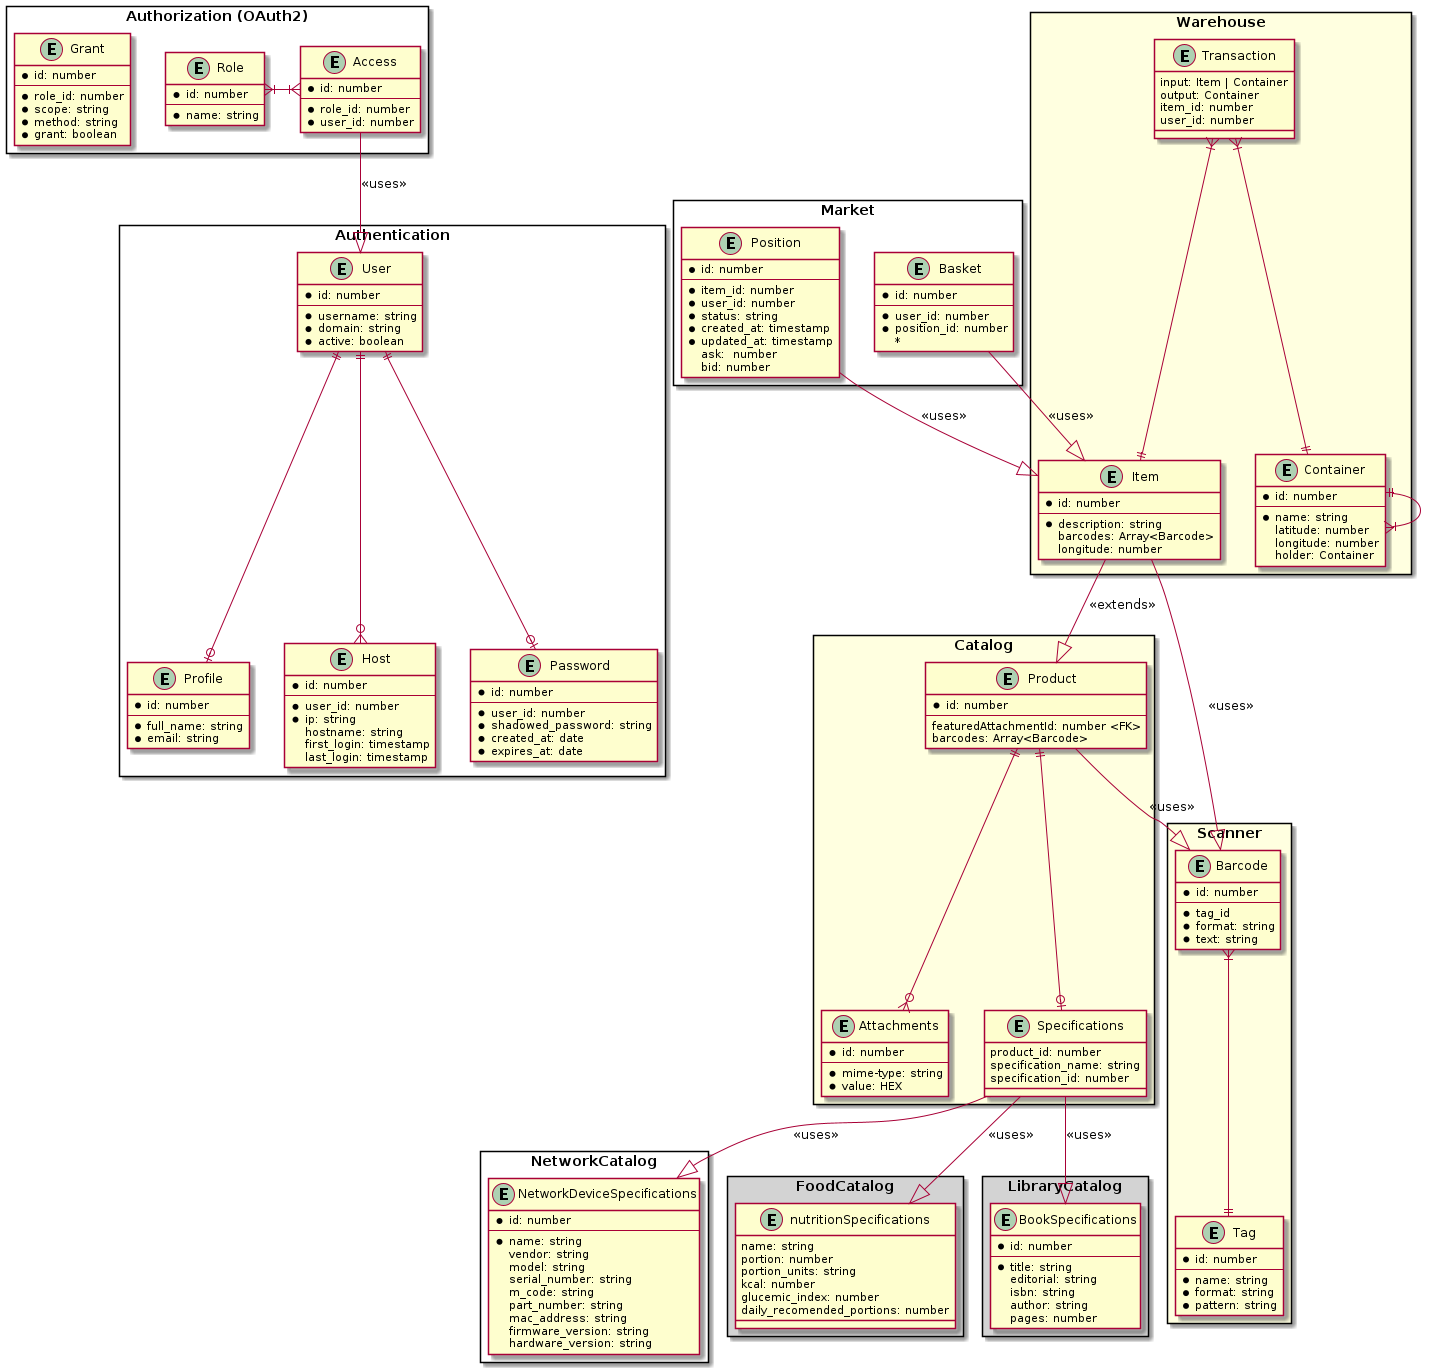 Authorization (OAuth2)
E Grant
id: number
role_id: number
scope: string
method: string
grant: boolean
E Role
id: number
name: string
E Access
id: number
role_id: number
user_id: number
«uses»
Authentication
E User
id: number
username: string
domain: string
active: boolean
E Profile
id: number
full_name: string
email: string
E Host
id: number
user_id: number
ip: string
hostname: string
first_login: timestamp
last_login: timestamp
E Password
id: number
user_id: number
shadowed_password: string
created_at: date
expires_at: date
Market
E Position
id: number
item_id: number
user_id: number
status: string
created_at: timestamp
updated_at: timestamp
ask:  number
bid: number
E Basket
id: number
user_id: number
position_id: number
*
«uses»
«uses»
Warehouse
E Transaction
input: Item | Container
output: Container
item_id: number
user_id: number
E Item
id: number
description: string
barcodes: Array<Barcode>
longitude: number
E Container
id: number
name: string
latitude: number
longitude: number
holder: Container
«extends»
«uses»
Catalog
E Product
id: number
featuredAttachmentId: number <FK>
barcodes: Array<Barcode>
«uses»
E Attachments
id: number
mime-type: string
value: HEX
E Specifications
product_id: number
specification_name: string
specification_id: number
Scanner
E Barcode
id: number
tag_id
format: string
text: string
E Tag
id: number
name: string
format: string
pattern: string
«uses»
«uses»
«uses»
NetworkCatalog
E NetworkDeviceSpecifications
id: number
name: string
vendor: string
model: string
serial_number: string
m_code: string
part_number: string
mac_address: string
firmware_version: string
hardware_version: string
FoodCatalog
E nutritionSpecifications
name: string
portion: number
portion_units: string
kcal: number
glucemic_index: number
daily_recomended_portions: number
LibraryCatalog
E BookSpecifications
id: number
title: string
editorial: string
isbn: string
author: string
pages: number